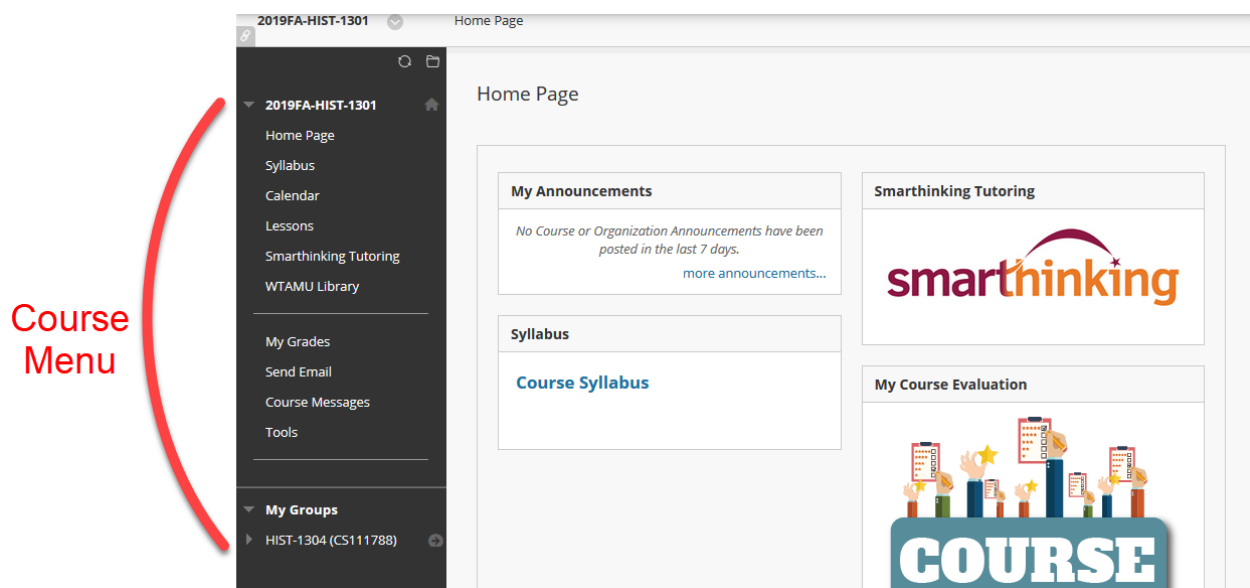 2019FA-HIST-1301
Home Page
2019FA-HIST-1301
Home Page
Syllabus
Calendar
Lessons
Smarthinking Tutoring
WTAMU Library
My Grades
Send Email
Course Messages
Tools
My Groups
HIST-1304 (CS111788)
Course
Menu
Home Page
My Announcements
No Course or Organization Announcements have been
posted in the last 7 days.
more announcements...
Syllabus
Course Syllabus
Smarthinking Tutoring
smarthinking
My Course Evaluation
COURSE